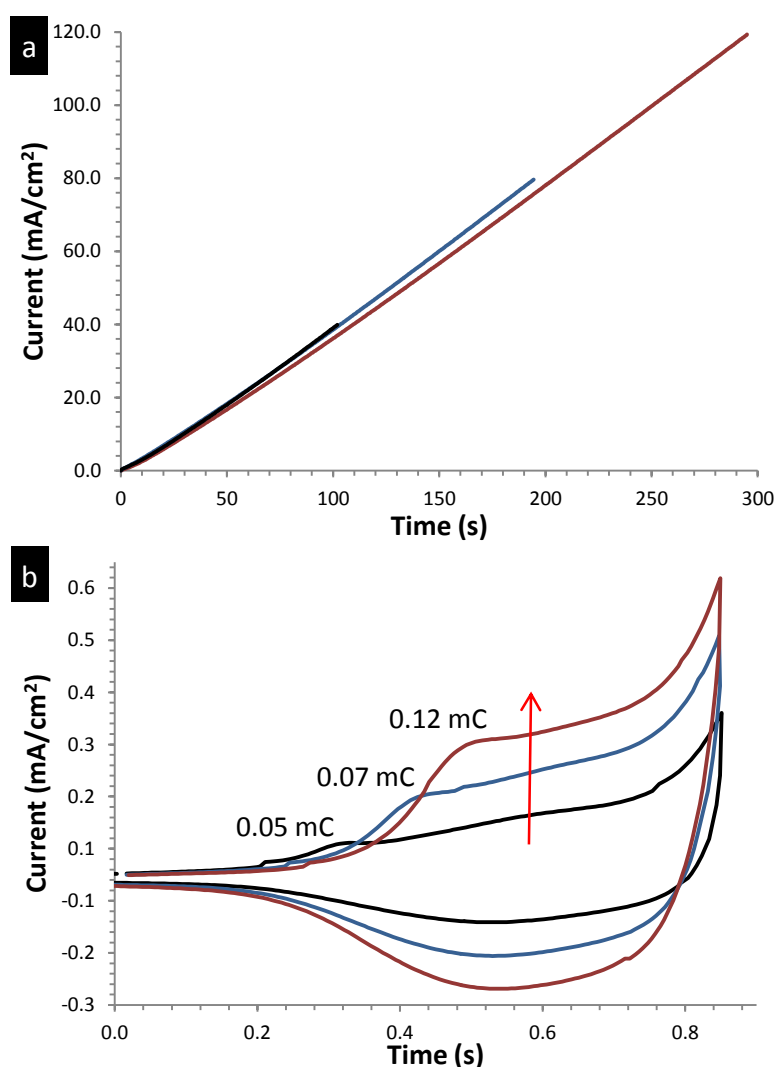 a
120.0
100.0
80.0
60.0
40.0
20.0
0.0
Current (mA/cm²)
0 50 100 150 200 250 300
Time (s)
b
0.6
0.5
0.4
0.3
0.2
0.1
-0.1
-0.2
-0.3
Current (mA/cm²)
0.12 mC
0.07 mC
0.05 mC
0.0 0.2 0.4 0.6 0.8
Time (s)